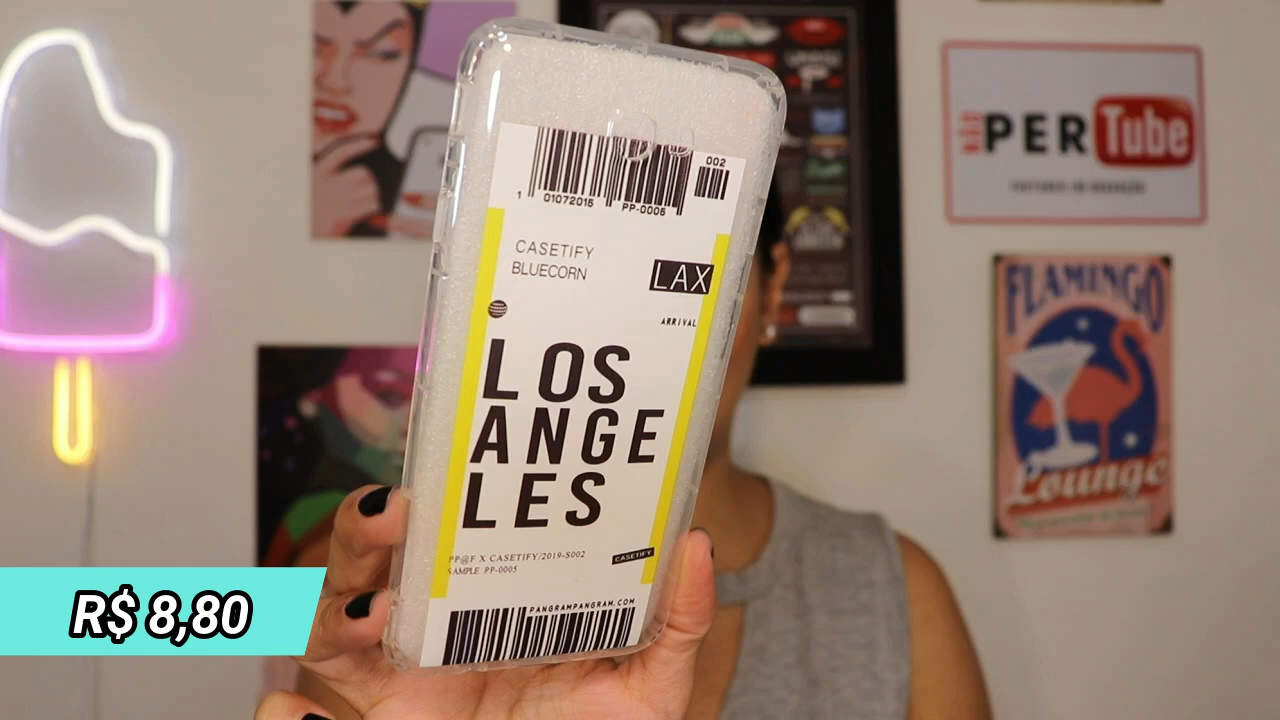 002
1 01072015 PP-0005
CASETIFY
BLUECORN
LAX
ARRIVAL
LOS
ANGE
LES
PP@F X CASETIFY/2019-S002
SAMPLE PP-0005
CASETIFY
PANGRAMPANGRAM.COM
R$ 8,80
PER Tube
FLAMINGO
Lounge